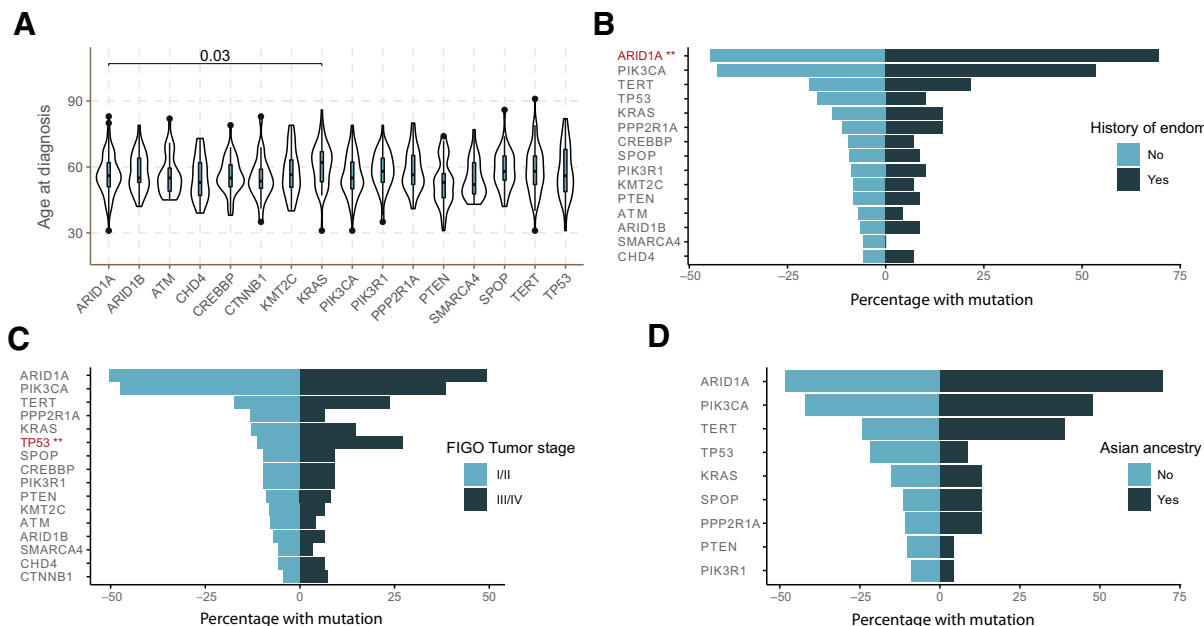 A
0.03
Age at diagnosis
90
60
30
ARID1A
ARID1B
ATM
CHD4
CREBBP
CTNNB1
KMT2C
KRAS
PIK3CA
PIK3R1
PPP2R1A
PTEN
SMARCA4
SPOP
TERT
TP53
B
ARID1A **
PIK3CA
TERT
TP53
KRAS
PPP2R1A
CREBBP
SPOP
PIK3R1
KMT2C
PTEN
ATM
ARID1B
SMARCA4
CHD4
−50 −25 0 25 50 75
Percentage with mutation
History of endom
No
Yes
C
ARID1A
PIK3CA
TERT
PPP2R1A
KRAS
TP53 **
SPOP
CREBBP
PIK3R1
PTEN
KMT2C
ATM
ARID1B
SMARCA4
CHD4
CTNNB1
−50 −25 0 25 50
Percentage with mutation
FIGO Tumor stage
I/II
III/IV
D
ARID1A
PIK3CA
TERT
TP53
KRAS
SPOP
PPP2R1A
PTEN
PIK3R1
−50 −25 0 25 50 75
Percentage with mutation
Asian ancestry
No
Yes